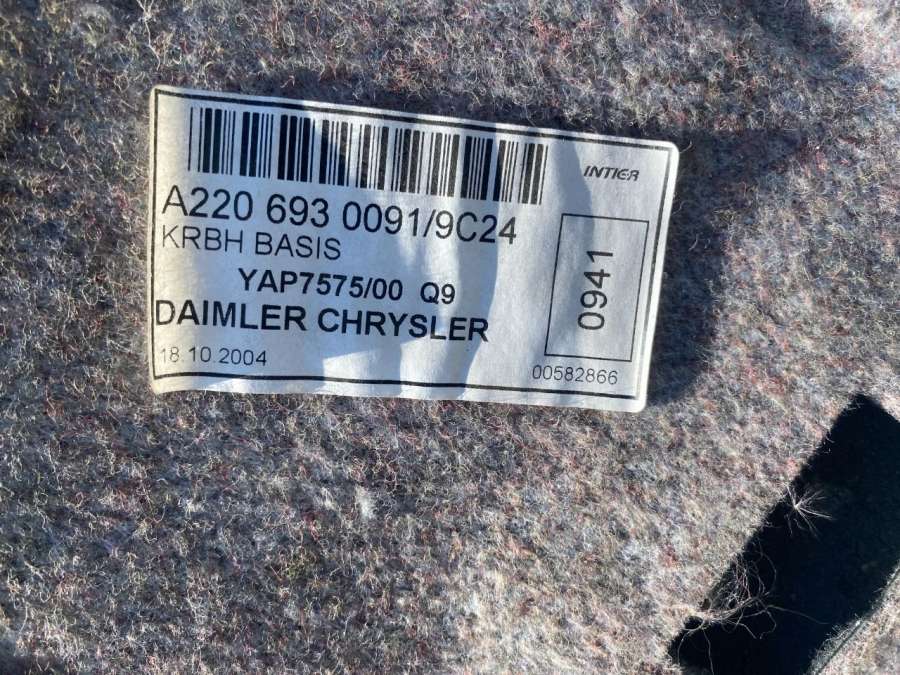 INTIER
A220 693 0091/9C24
KRBH BASIS
YAP7575/00 Q9
DAIMLER CHRYSLER
18.10.2004
0941
00582866